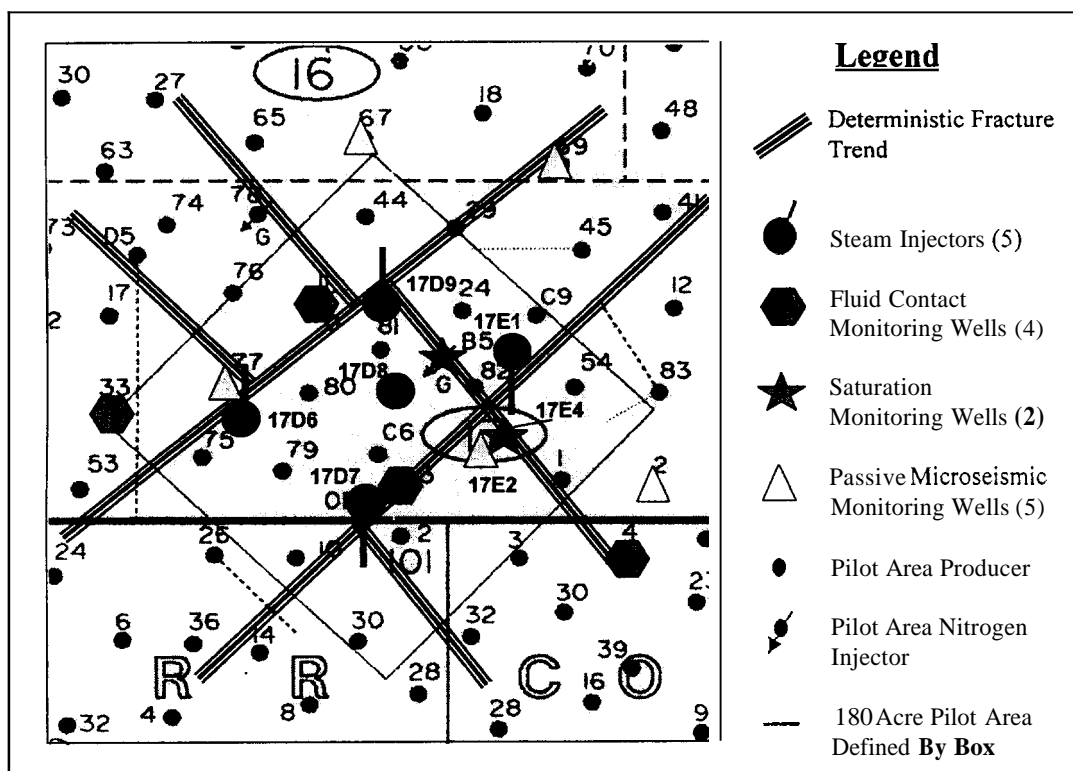 16
70
30
27
18
65
67
48
63
74
78
44
29
45
41
73
D5
G
76
17D9
24
C9
12
17
17E1
2
81
B5
77
17D8
82
54
83
33
80
G
17E4
17D6
C6
75
79
17E2
1
2
53
17D7
24
26
10
2
101
3
4
6
36
14
30
32
30
39
R R C O
28
16
32
4
8
28
9
Legend
Deterministic Fracture
Trend
Steam Injectors (5)
Fluid Contact
Monitoring Wells (4)
Saturation
Monitoring Wells (2)
Passive Microseismic
Monitoring Wells (5)
Pilot Area Producer
Pilot Area Nitrogen
Injector
180 Acre Pilot Area
Defined By Box